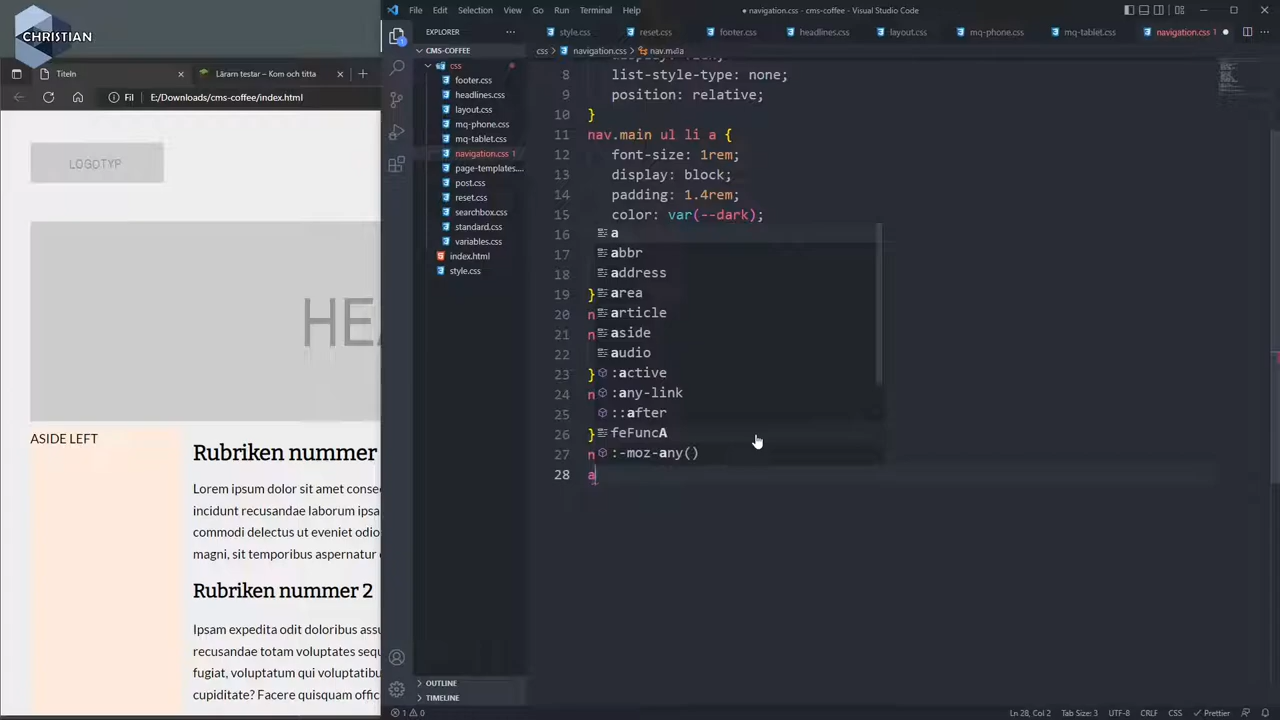 CHRISTIAN
Titeln
Lärarn testar – Kom och titta
Fil
E:/Downloads/cms-coffee/index.html
LOGOTYP
HEA
ASIDE LEFT
Rubriken nummer
Lorem ipsum dolor sit amet conse
incidunt recusandae laborum ipsa
commodi delectus ut eveniet odio
magni, sit temporibus aspernatur
Rubriken nummer 2
Ipsam expedita odit doloribus assu
recusandae totam voluptates sequ
fugiat, voluptatum qui voluptatibu
cupiditate? Facere quisquam offic
File Edit Selection View Go Run Terminal Help
● navigation.css - cms-coffee - Visual Studio Code
EXPLORER
style.css
reset.css
footer.css
headlines.css
layout.css
mq-phone.css
mq-tablet.css
navigation.css 1
CMS-COFFEE
css > navigation.css >
css
footer.css
headlines.css
layout.css
mq-phone.css
mq-tablet.css
navigation.css 1
page-templates....
post.css
reset.css
searchbox.css
standard.css
variables.css
index.html
style.css
OUTLINE
TIMELINE
8 list-style-type: none;
9 position: relative;
10 }
11 nav.main ul li a {
12 font-size: 1rem;
13 display: block;
14 padding: 1.4rem;
15 color: var(--dark);
16 a
17 abbr
18 address
19 } area
20 n article
21 n aside
22 audio
23 } :active
24 n :any-link
25 ::after
26 } feFuncA
27 n :-moz-any()
28 a
1 0
Ln 28, Col 2 Tab Size: 3 UTF-8 CRLF CSS Prettier